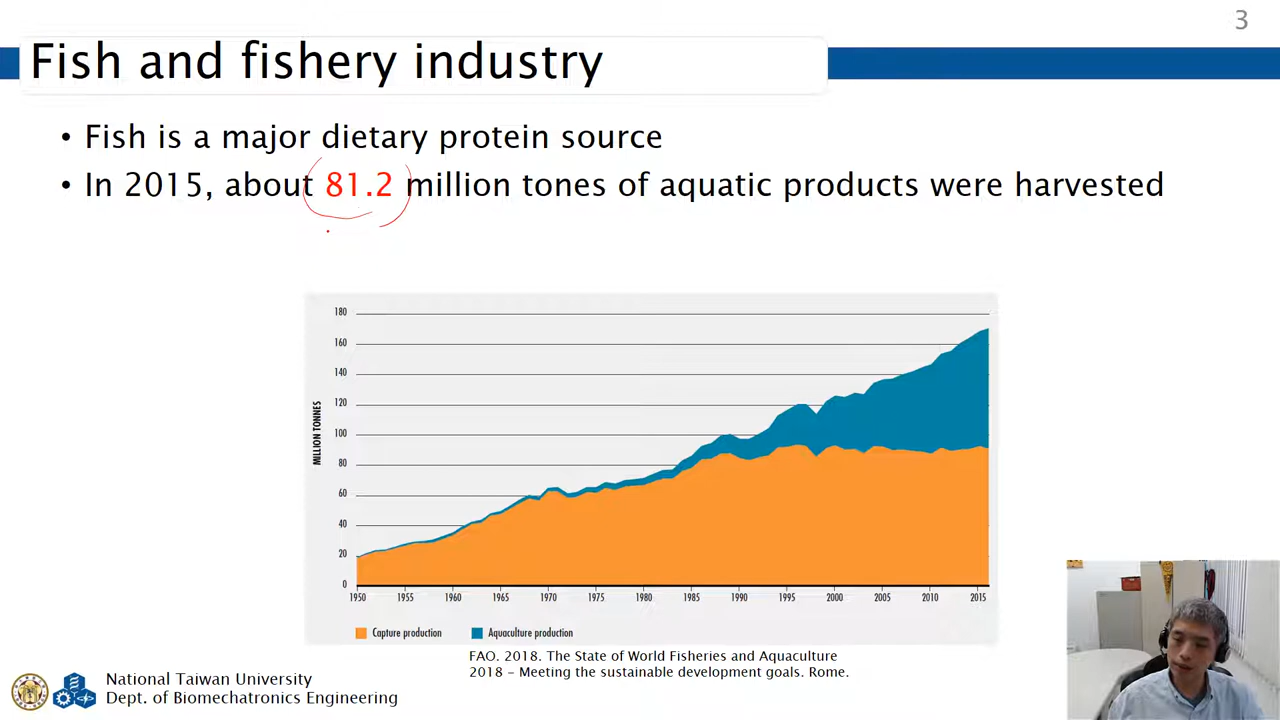 3
Fish and fishery industry
• Fish is a major dietary protein source
• In 2015, about 81.2 million tones of aquatic products were harvested
180
160
140
120
100
80
60
40
20
0
MILLION TONNES
1950 1955 1960 1965 1970 1975 1980 1985 1990 1995 2000 2005 2010 2015
Capture production Aquaculture production
FAO. 2018. The State of World Fisheries and Aquaculture
2018 – Meeting the sustainable development goals. Rome.
National Taiwan University
Dept. of Biomechatronics Engineering